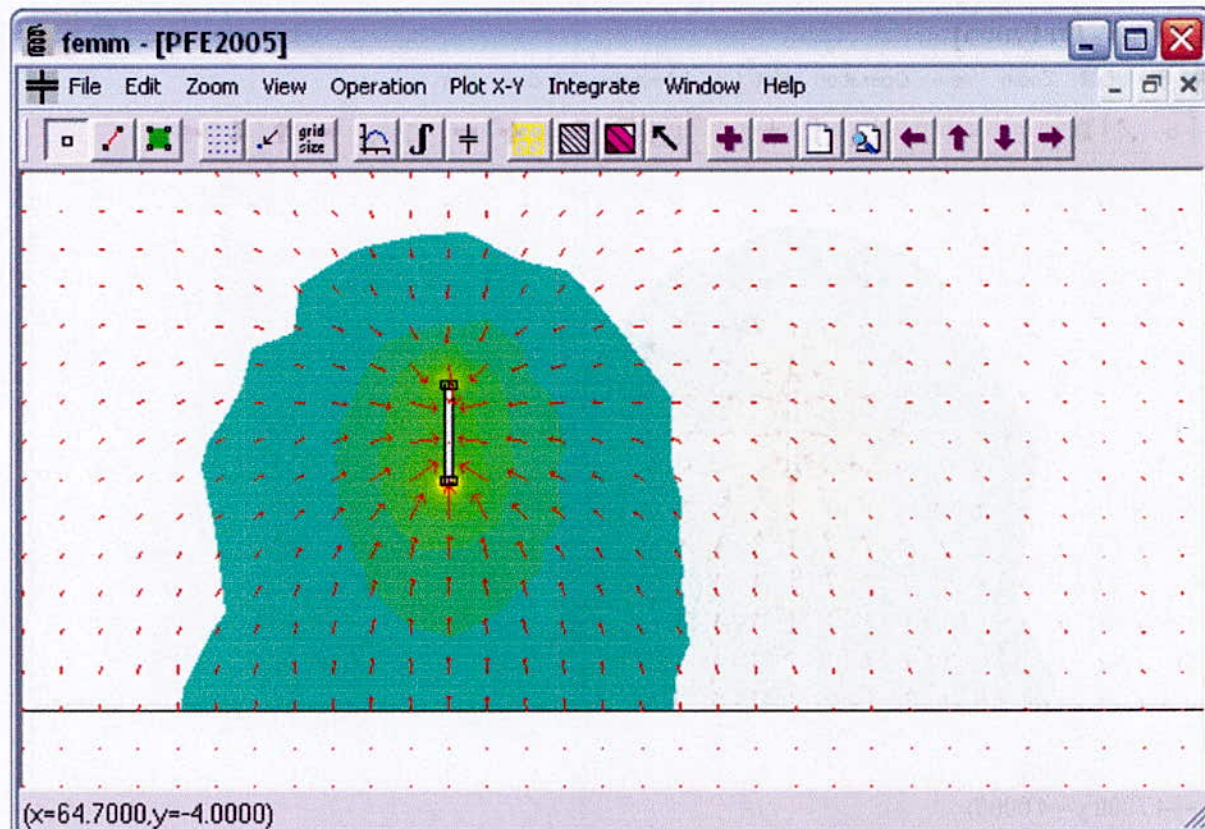 femm - [PFE2005]
File Edit Zoom View Operation Plot X-Y Integrate Window Help
grid
size
(x=64.7000,y=-4.0000)